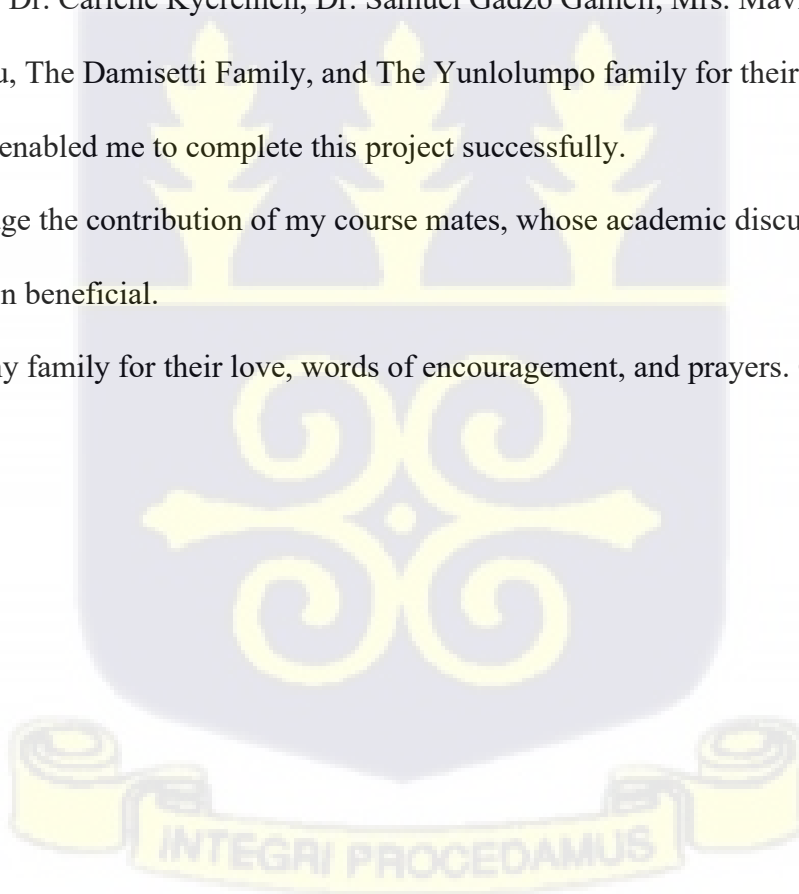 Dr. Carlene Kyeremeh, Dr. Samuel Gadzo Gameli, Mrs. Mav
u, The Damisetti Family, and The Yunlolumpo family for their
enabled me to complete this project successfully.
ge the contribution of my course mates, whose academic discu
n beneficial.
y family for their love, words of encouragement, and prayers.
INTEGRI PROCEDAMUS